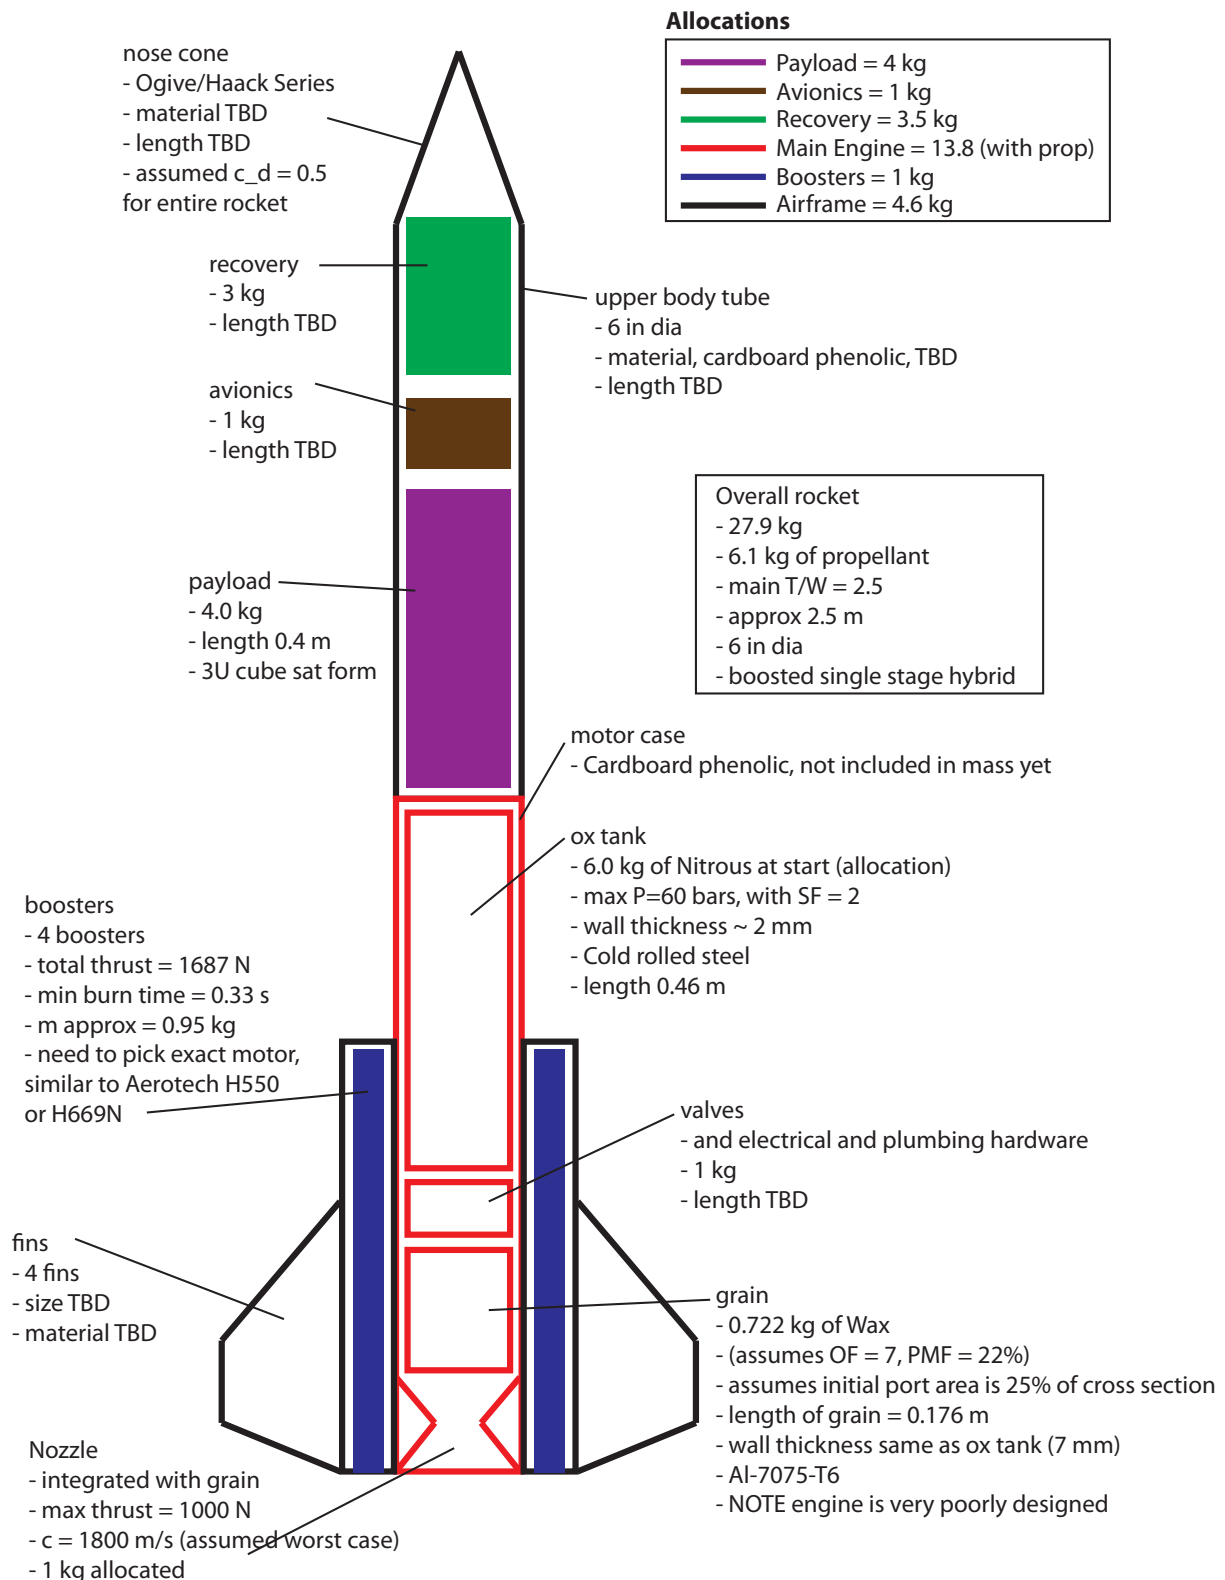 Allocations
Payload = 4 kg
Avionics = 1 kg
Recovery = 3.5 kg
Main Engine = 13.8 (with prop)
Boosters = 1 kg
Airframe = 4.6 kg
nose cone
- Ogive/Haack Series
- material TBD
- length TBD
- assumed c_d = 0.5
for entire rocket
recovery
- 3 kg
- length TBD
upper body tube
- 6 in dia
- material, cardboard phenolic, TBD
- length TBD
avionics
- 1 kg
- length TBD
Overall rocket
- 27.9 kg
- 6.1 kg of propellant
- main T/W = 2.5
- approx 2.5 m
- 6 in dia
- boosted single stage hybrid
payload
- 4.0 kg
- length 0.4 m
- 3U cube sat form
motor case
- Cardboard phenolic, not included in mass yet
ox tank
- 6.0 kg of Nitrous at start (allocation)
- max P=60 bars, with SF = 2
- wall thickness ~ 2 mm
- Cold rolled steel
- length 0.46 m
boosters
- 4 boosters
- total thrust = 1687 N
- min burn time = 0.33 s
- m approx = 0.95 kg
- need to pick exact motor,
similar to Aerotech H550
or H669N
valves
- and electrical and plumbing hardware
- 1 kg
- length TBD
fins
- 4 fins
- size TBD
- material TBD
grain
- 0.722 kg of Wax
- (assumes OF = 7, PMF = 22%)
- assumes initial port area is 25% of cross section
- length of grain = 0.176 m
- wall thickness same as ox tank (7 mm)
- Al-7075-T6
- NOTE engine is very poorly designed
Nozzle
- integrated with grain
- max thrust = 1000 N
- c = 1800 m/s (assumed worst case)
- 1 kg allocated